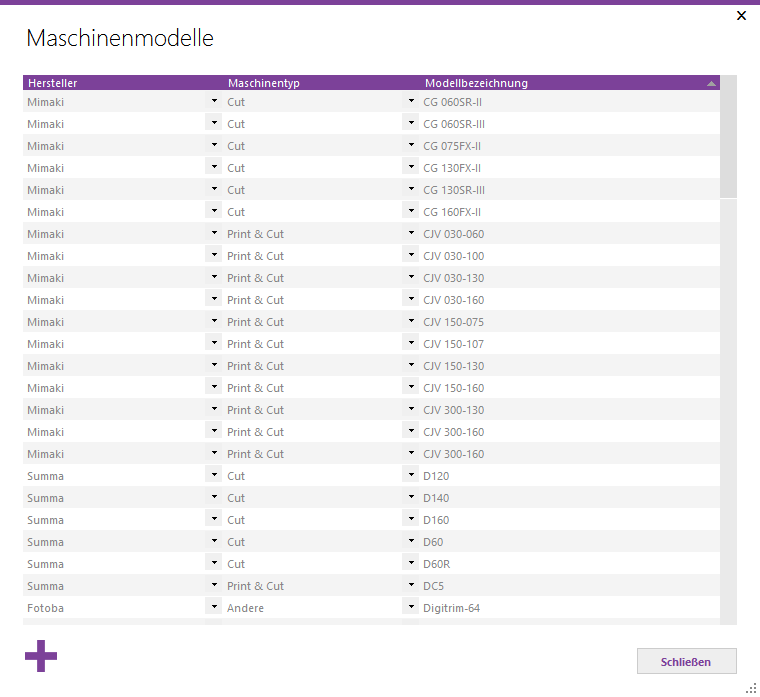 Maschinenmodelle
Hersteller Maschinentyp Modellbezeichnung
Mimaki Cut CG 060SR-II
Mimaki Cut CG 060SR-III
Mimaki Cut CG 075FX-II
Mimaki Cut CG 130FX-II
Mimaki Cut CG 130SR-III
Mimaki Cut CG 160FX-II
Mimaki Print & Cut CJV 030-060
Mimaki Print & Cut CJV 030-100
Mimaki Print & Cut CJV 030-130
Mimaki Print & Cut CJV 030-160
Mimaki Print & Cut CJV 150-075
Mimaki Print & Cut CJV 150-107
Mimaki Print & Cut CJV 150-130
Mimaki Print & Cut CJV 150-160
Mimaki Print & Cut CJV 300-130
Mimaki Print & Cut CJV 300-160
Mimaki Print & Cut CJV 300-160
Summa Cut D120
Summa Cut D140
Summa Cut D160
Summa Cut D60
Summa Cut D60R
Summa Print & Cut DC5
Fotoba Andere Digitrim-64
Schließen